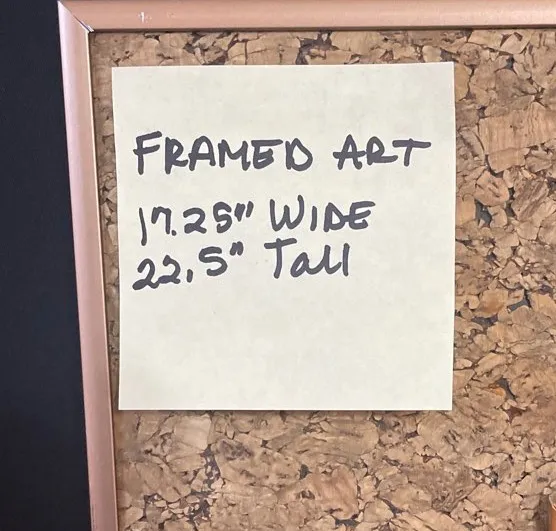 FRAMED ART
17.25" WIDE
22.5" Tall